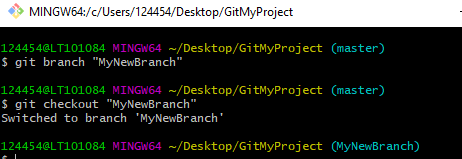 MINGW64:/c/Users/124454/Desktop/GitMyProject
124454@LT101084 MINGW64 ~/Desktop/GitMyProject (master)
$ git branch "MyNewBranch"
124454@LT101084 MINGW64 ~/Desktop/GitMyProject (master)
$ git checkout "MyNewBranch"
Switched to branch 'MyNewBranch'
124454@LT101084 MINGW64 ~/Desktop/GitMyProject (MyNewBranch)
$